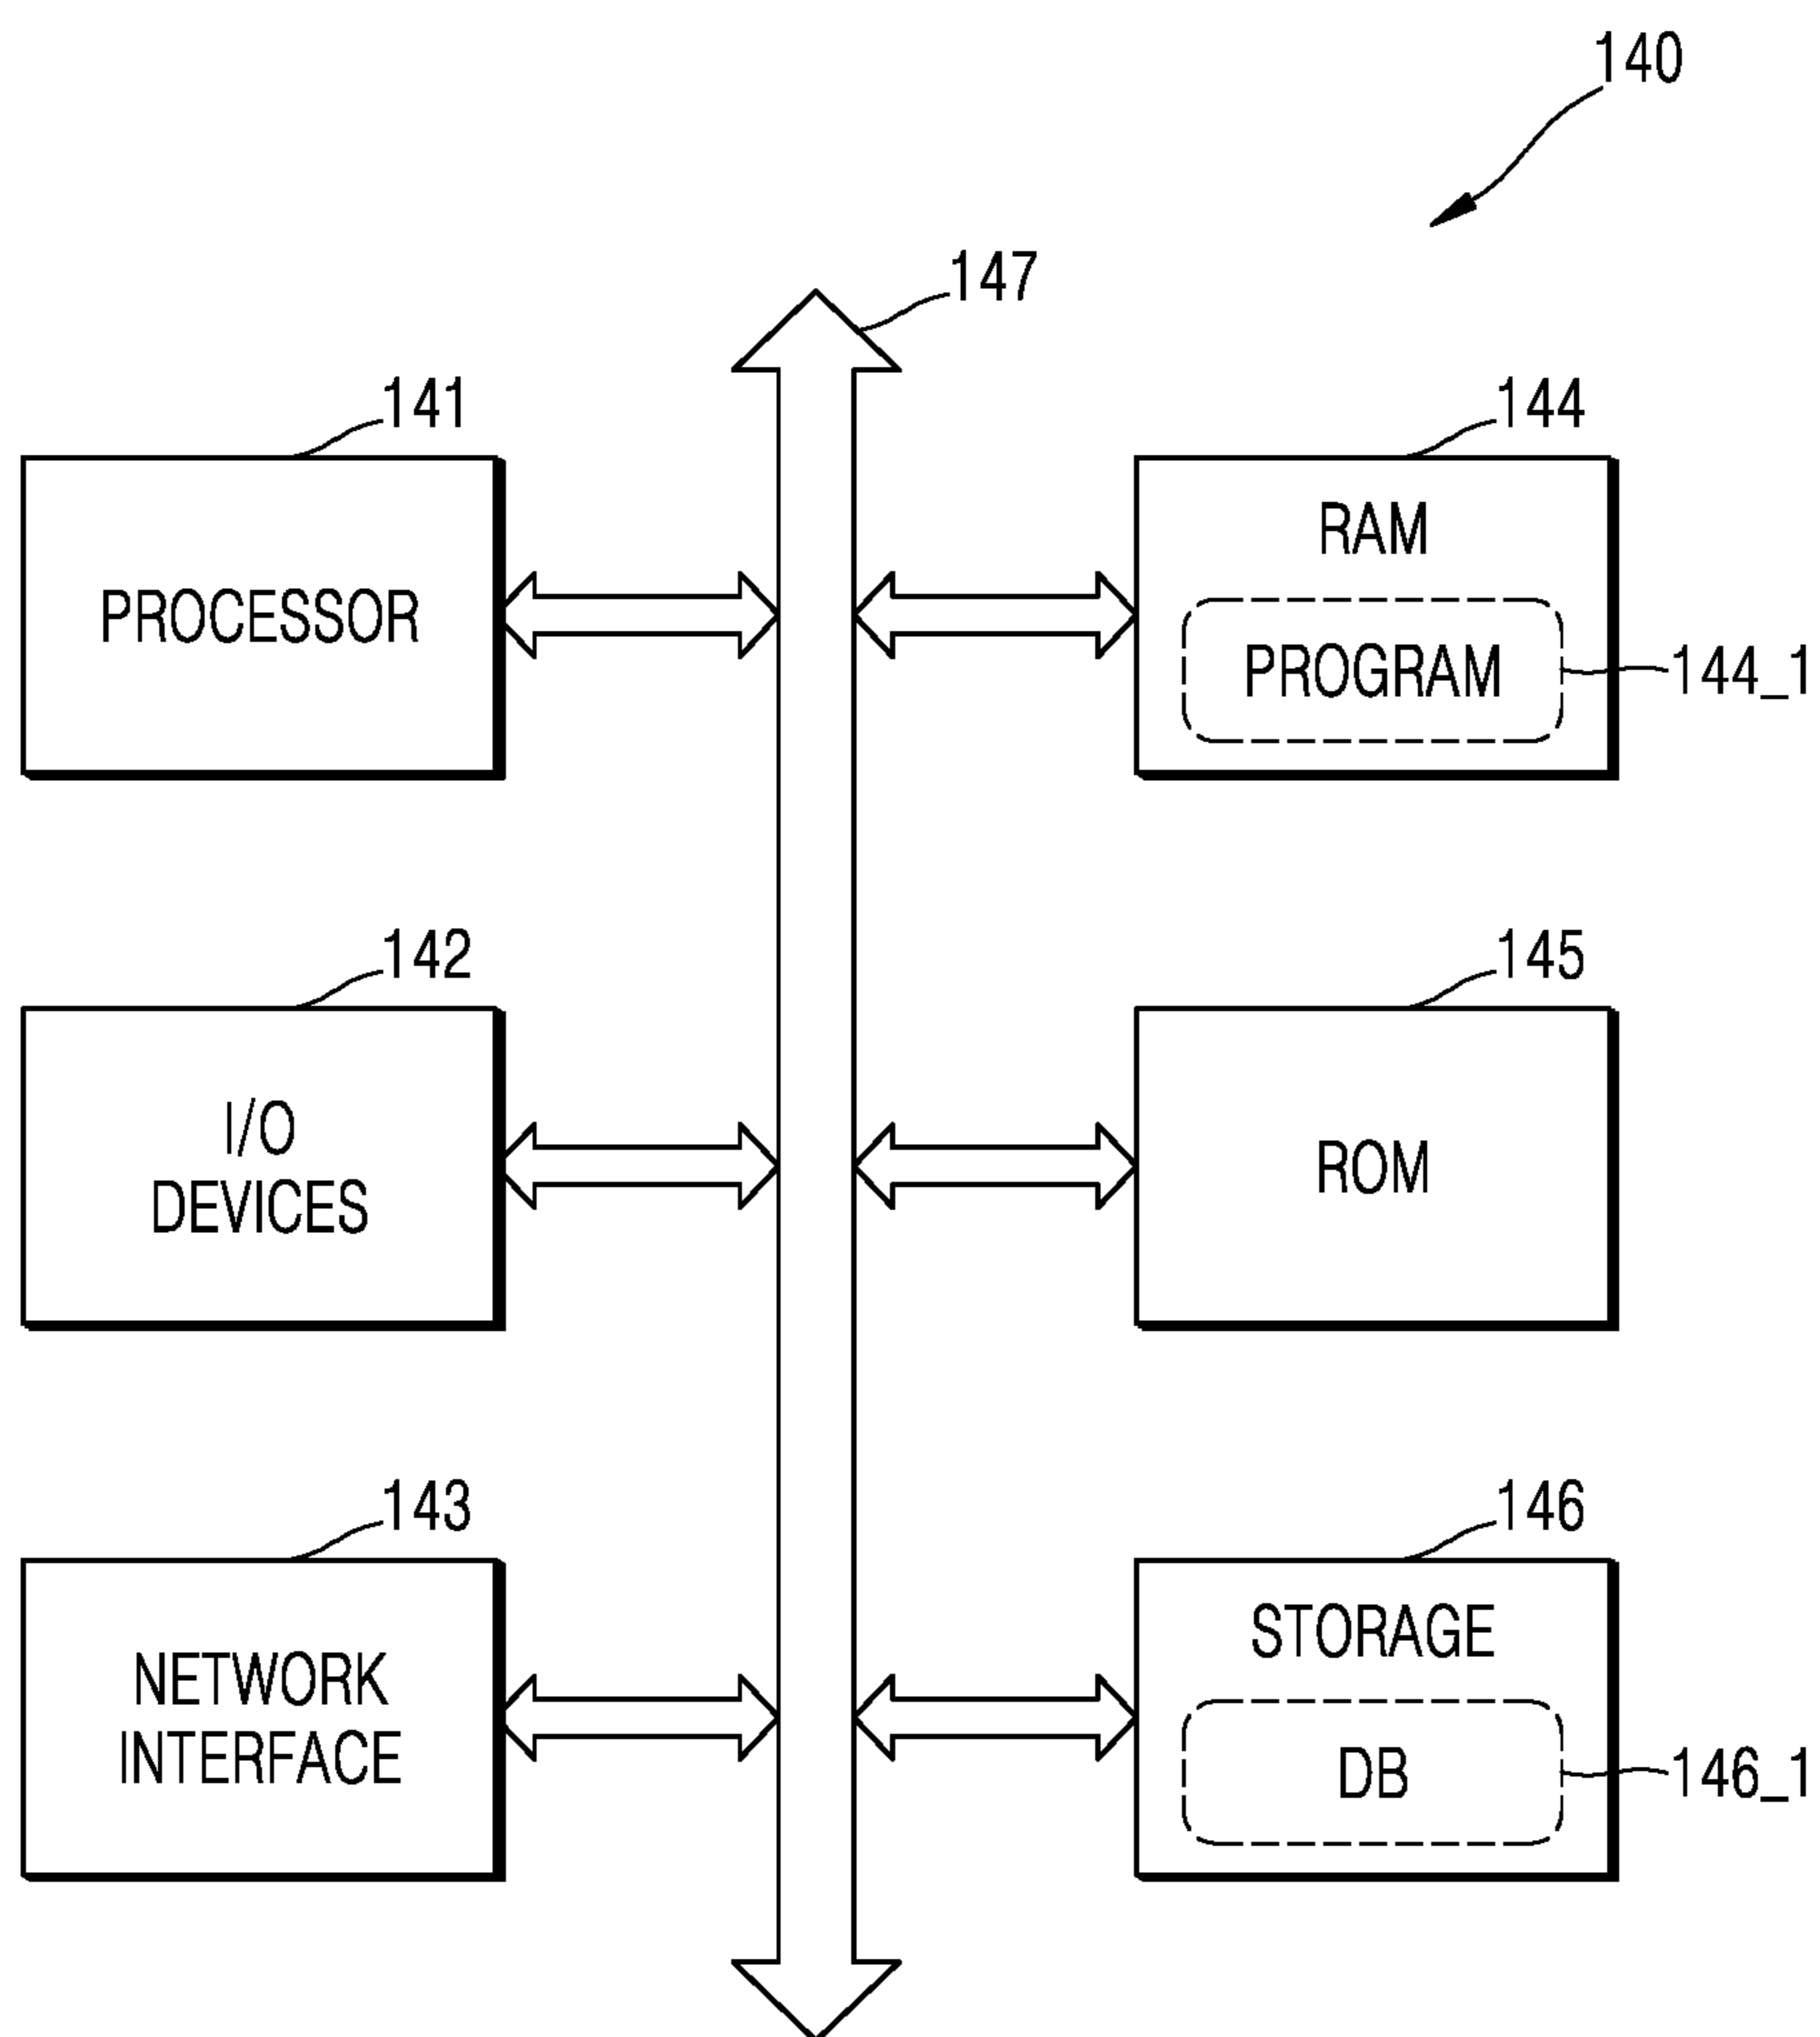 140
147
141
PROCESSOR
144
RAM
PROGRAM
144_1
142
I/O
DEVICES
145
ROM
143
NETWORK
INTERFACE
146
STORAGE
DB
146_1